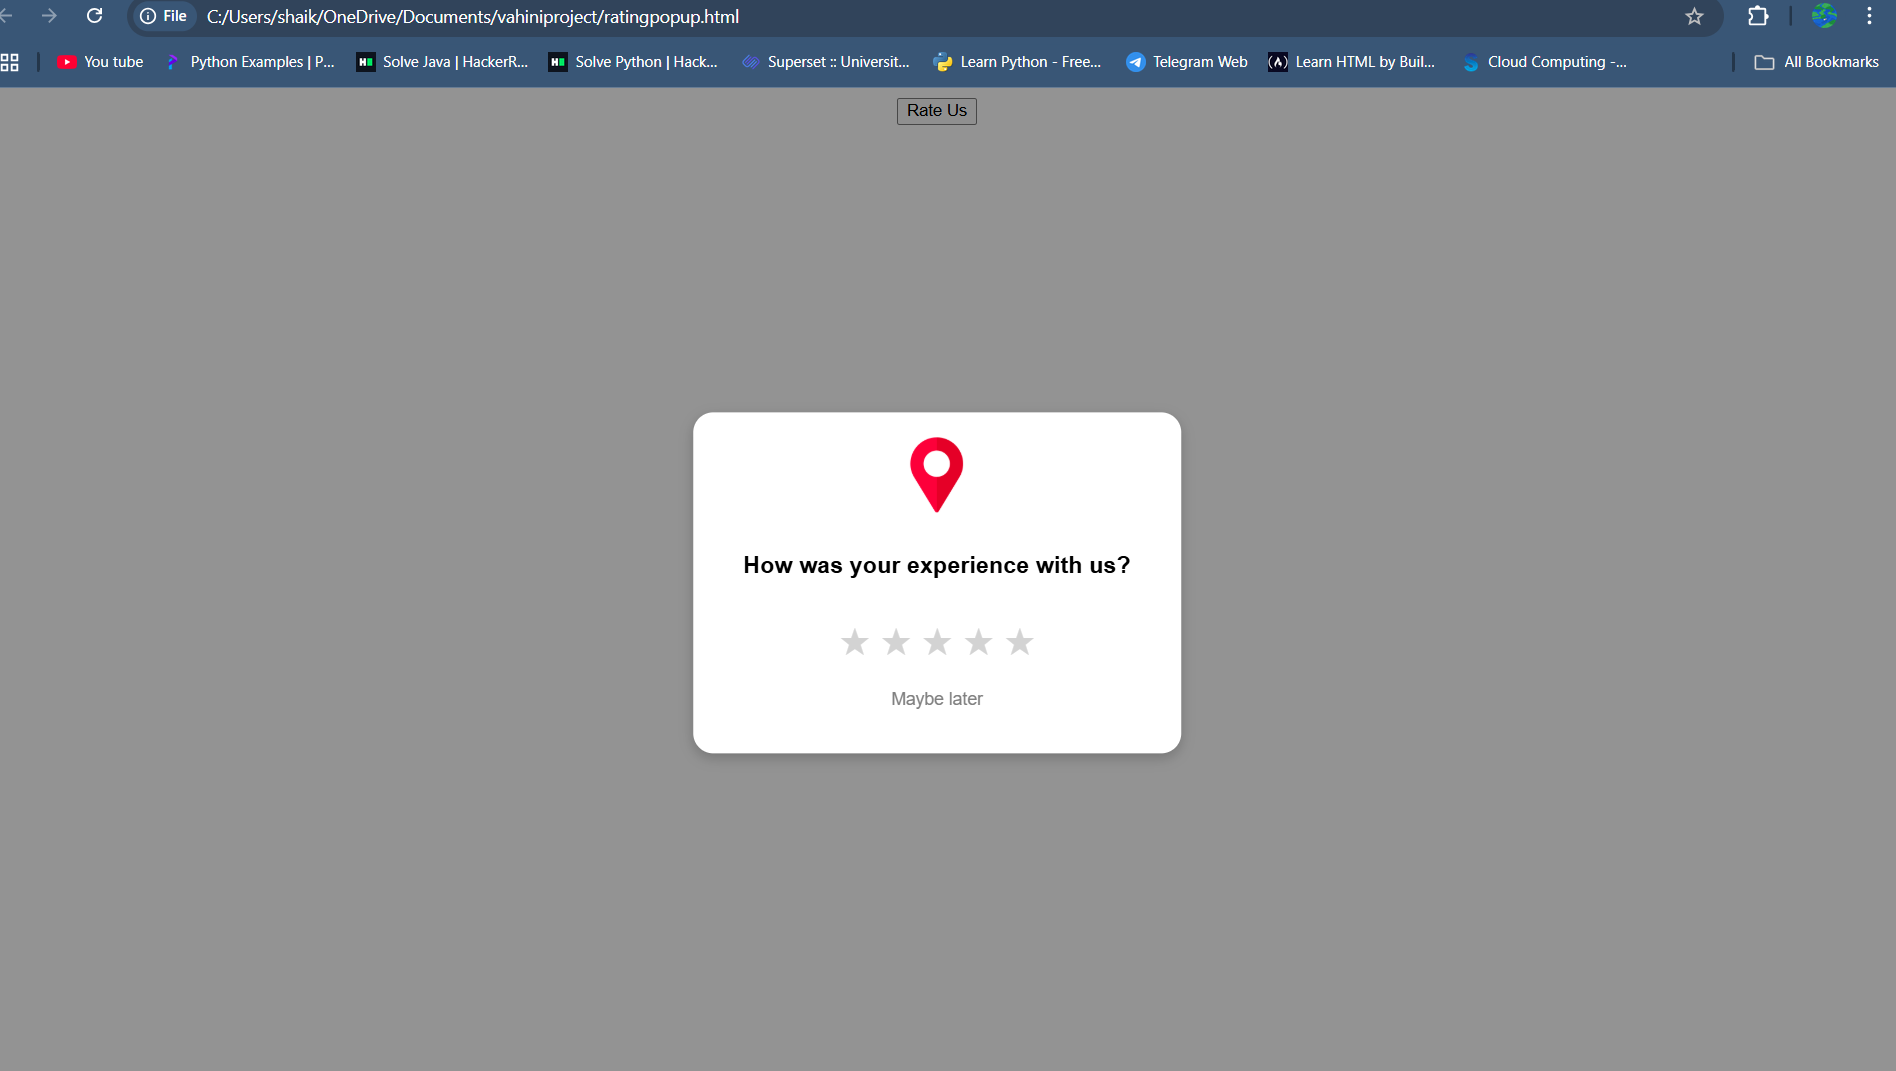 File C:/Users/shaik/OneDrive/Documents/vahiniproject/ratingpopup.html
You tube Python Examples | P... Solve Java | HackerR... Solve Python | Hack... Superset :: Universit... Learn Python - Free... Telegram Web Learn HTML by Buil... Cloud Computing -... All Bookmarks
Rate Us
How was your experience with us?
★ ★ ★ ★ ★
Maybe later